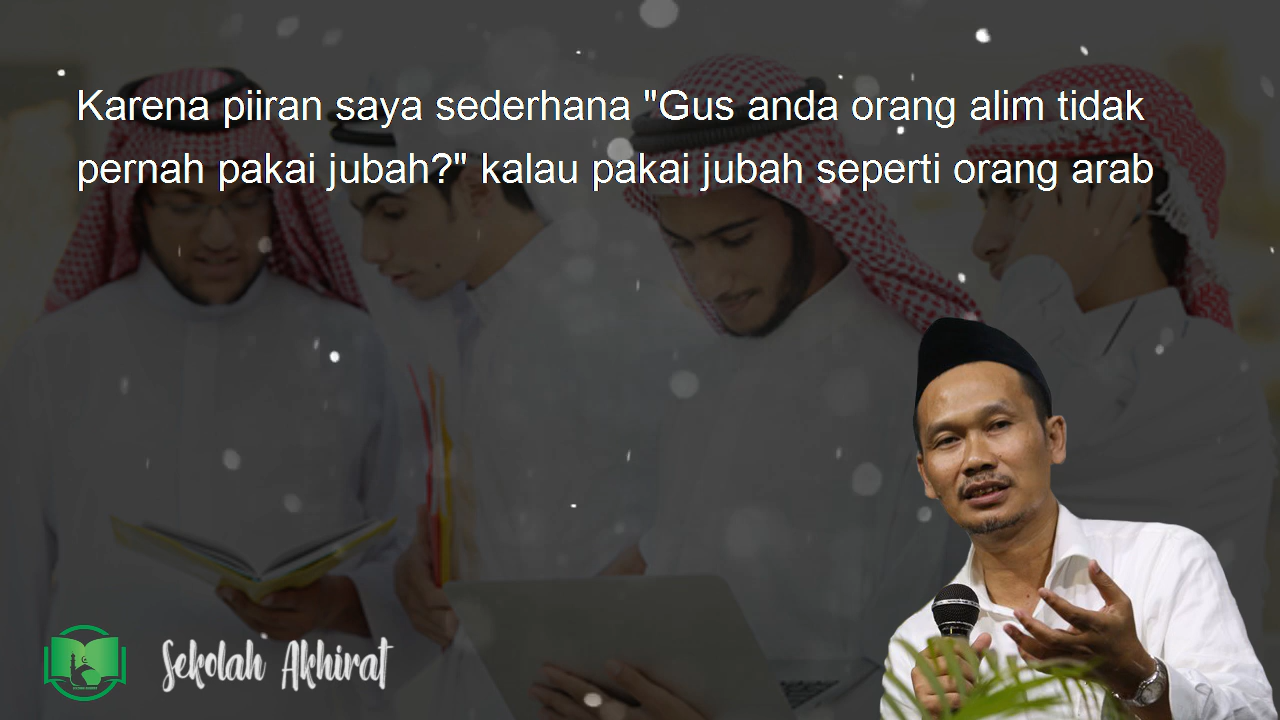 Karena piiran saya sederhana "Gus anda orang alim tidak
pernah pakai jubah?" kalau pakai jubah seperti orang arab
Sekolah Akhirat